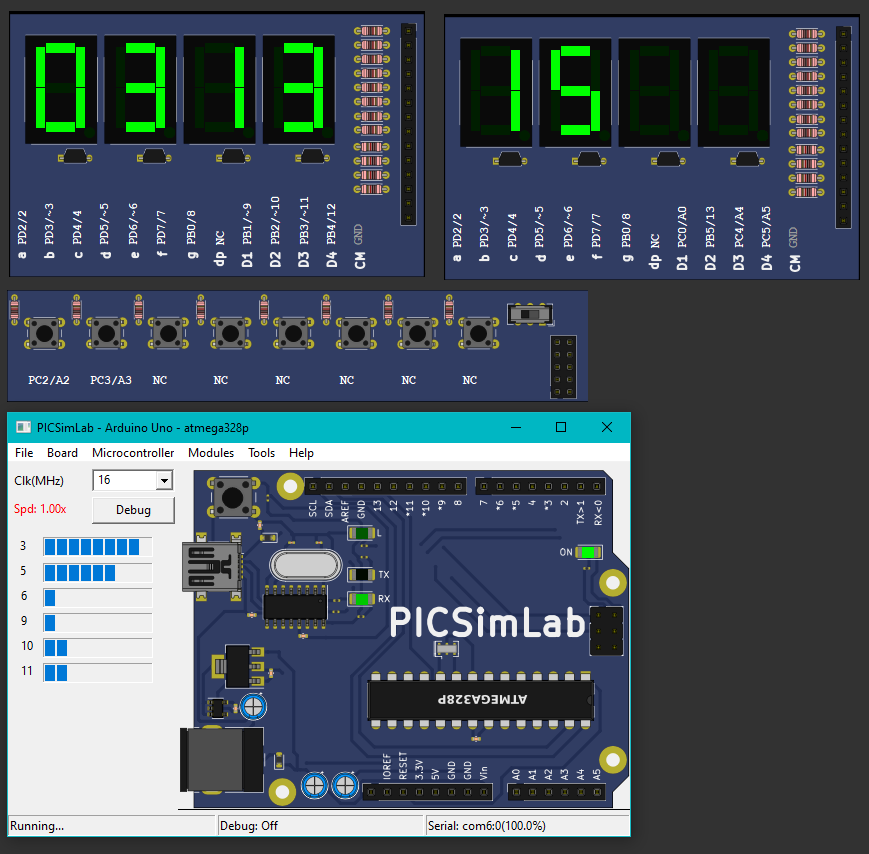 0313
15
a PD2/2
b PD3/~3
c PD4/4
d PD5/~5
e PD6/~6
f PD7/7
g PB0/8
dp NC
D1 PB1/~9
D2 PB2/~10
D3 PB3/~11
D4 PB4/12
CM GND
a PD2/2
b PD3/~3
c PD4/4
d PD5/~5
e PD6/~6
f PD7/7
g PB0/8
dp NC
D1 PC0/A0
D2 PB5/13
D3 PC4/A4
D4 PC5/A5
CM GND
PC2/A2 PC3/A3 NC NC NC NC NC NC
PICSimLab - Arduino Uno - atmega328p
File Board Microcontroller Modules Tools Help
Clk(MHz) 16
Spd: 1.00x Debug
3
5
6
9
10
11
SCL SDA AREF GND 13 12 *11 *10 *9 8 7 *6 *5 4 *3 2 TX>1 RX<0
L
ON
TX
RX
PICSimLab
ATMEGA328P
IOREF RESET 3.3V 5V GND GND Vin A0 A1 A2 A3 A4 A5
Running... Debug: Off Serial: com6:0(100.0%)